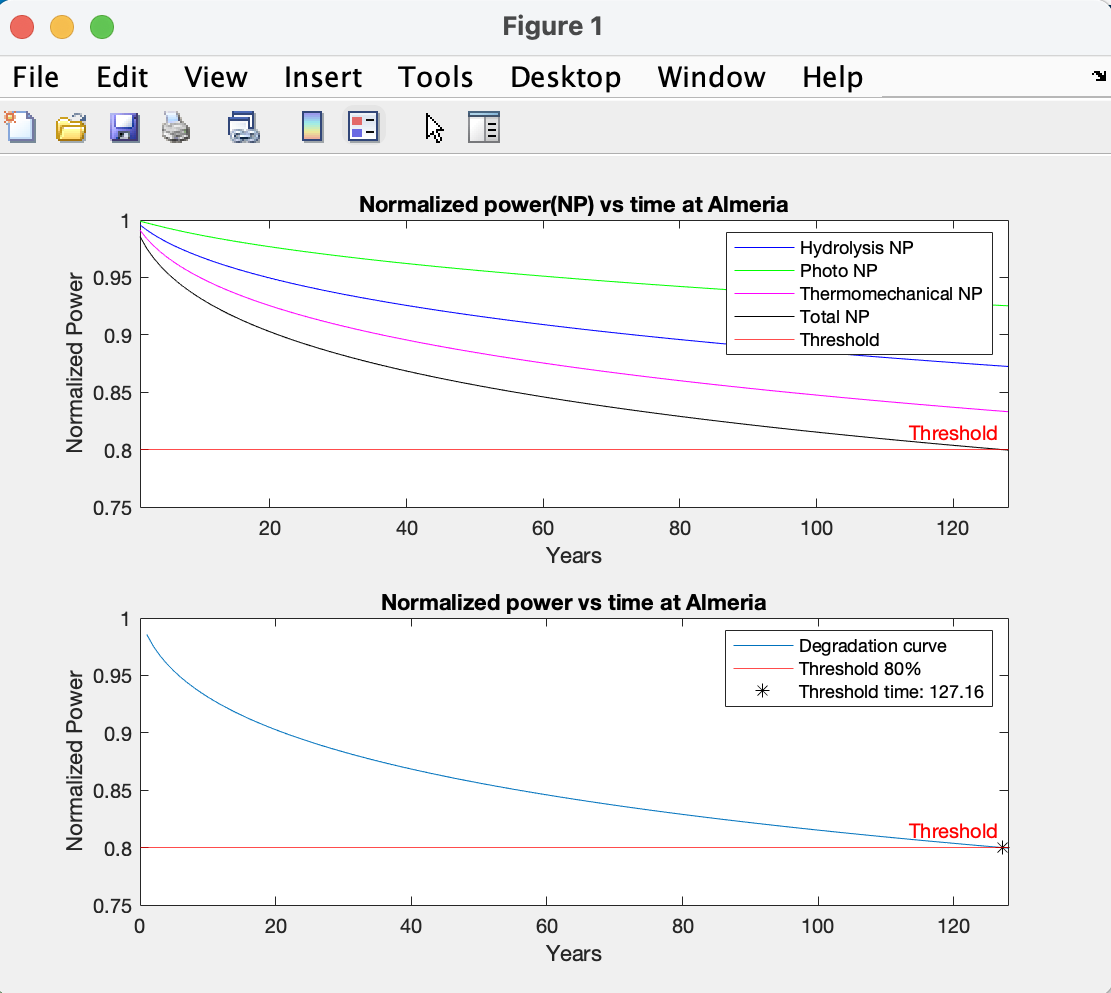 Figure 1
File Edit View Insert Tools Desktop Window Help
Normalized power(NP) vs time at Almeria
Normalized Power
1
0.95
0.9
0.85
0.8
0.75
Hydrolysis NP
Photo NP
Thermomechanical NP
Total NP
Threshold
Threshold
20 40 60 80 100 120
Years
Normalized power vs time at Almeria
Normalized Power
1
0.95
0.9
0.85
0.8
0.75
Degradation curve
Threshold 80%
Threshold time: 127.16
Threshold
0 20 40 60 80 100 120
Years